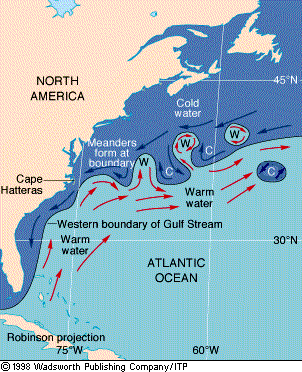 NORTH
AMERICA
45°N
Cold
water
Meanders
form at
boundary
W
W
W
C
C
C
Cape
Hatteras
Warm
water
Western boundary of Gulf Stream
Warm
water
30°N
ATLANTIC
OCEAN
Robinson projection
75°W
60°W
© 1998 Wadsworth Publishing Company/ITP